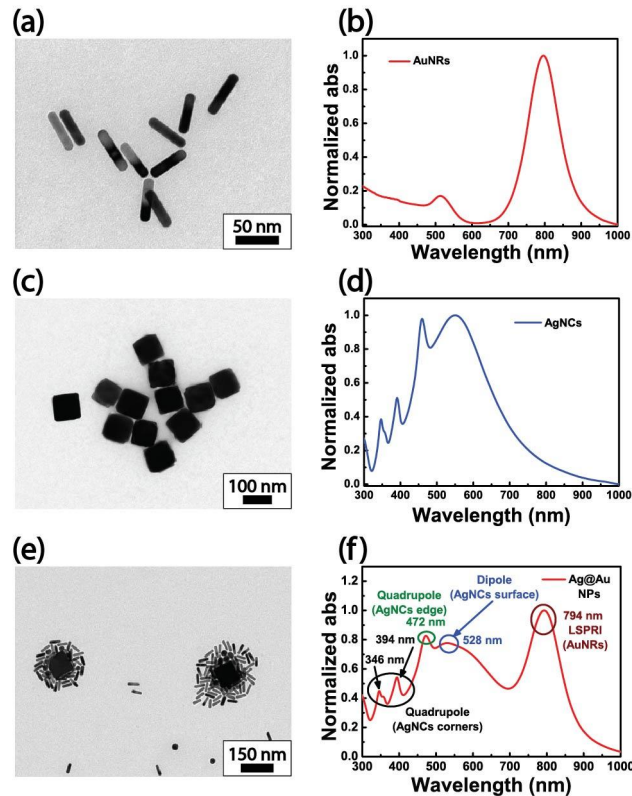 (a)
50 nm
(b)
AuNRs
Normalized abs
1.0
0.8
0.6
0.4
0.2
0.0
300 400 500 600 700 800 900 1000
Wavelength (nm)
(c)
100 nm
(d)
AgNCs
Normalized abs
1.0
0.8
0.6
0.4
0.2
0.0
300 400 500 600 700 800 900 1000
Wavelength (nm)
(e)
150 nm
(f)
Ag@Au
NPs
Quadrupole
(AgNCs edge)
472 nm
Dipole
(AgNCs surface)
528 nm
794 nm
LSPRI
(AuNRs)
394 nm
346 nm
Quadrupole
(AgNCs corners)
Normalized abs
1.2
1.0
0.8
0.6
0.4
0.2
0.0
300 400 500 600 700 800 900 1000
Wavelength (nm)